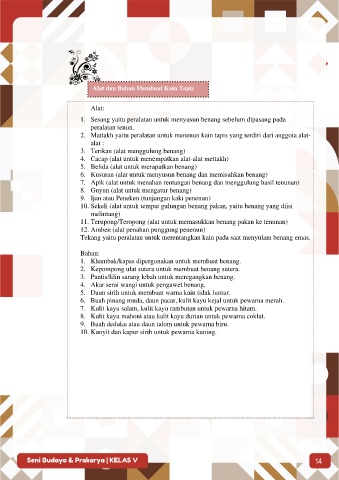 Alat dan Bahan Membuat Kain Tapis
Alat:
1. Sesang yaitu peralatan untuk menyusun benang sebelum dipasang pada
peralatan tenun.
2. Mattakh yaitu peralatan untuk menenun kain tapis yang terdiri dari anggota alat-
alat :
3. Terikan (alat menggulung benang)
4. Cacap (alat untuk menempatkan alat-alat mettakh)
5. Belida (alat untuk merapatkan benang)
6. Kusuran (alat untuk menyusun benang dan memisahkan benang)
7. Apik (alat untuk menahan rentangan benang dan menggulung hasil tenunan)
8. Guyun (alat untuk mengatur benang)
9. Ijan atau Peneken (tunjangan kaki penenun)
10. Sekeli (alat untuk tempat gulungan benang pakan, yaitu benang yang diisi
melintang)
11. Terupong/Teropong (alat untuk memasukkan benang pakan ke tenunan)
12. Amben (alat penahan punggung penenun)
Tekang yaitu peralatan untuk merentangkan kain pada saat menyulam benang emas.
Bahan:
1. Khambak/kapas dipergunakan untuk membuat benang.
2. Kepompong ulat sutera untuk membuat benang sutera.
3. Pantis/lilin sarang lebah untuk meregangkan benang.
4. Akar serai wangi untuk pengawet benang.
5. Daun sirih untuk membuat warna kain tidak luntur.
6. Buah pinang muda, daun pacar, kulit kayu kejal untuk pewarna merah.
7. Kulit kayu salam, kulit kayu rambutan untuk pewarna hitam.
8. Kulit kayu mahoni atau kalit kayu durian untuk pewarna coklat.
9. Buah deduku atau daun talom untuk pewarna biru.
10. Kunyit dan kapur sirih untuk pewarna kuning.
Seni Budaya & Prakarya | KELAS V
14